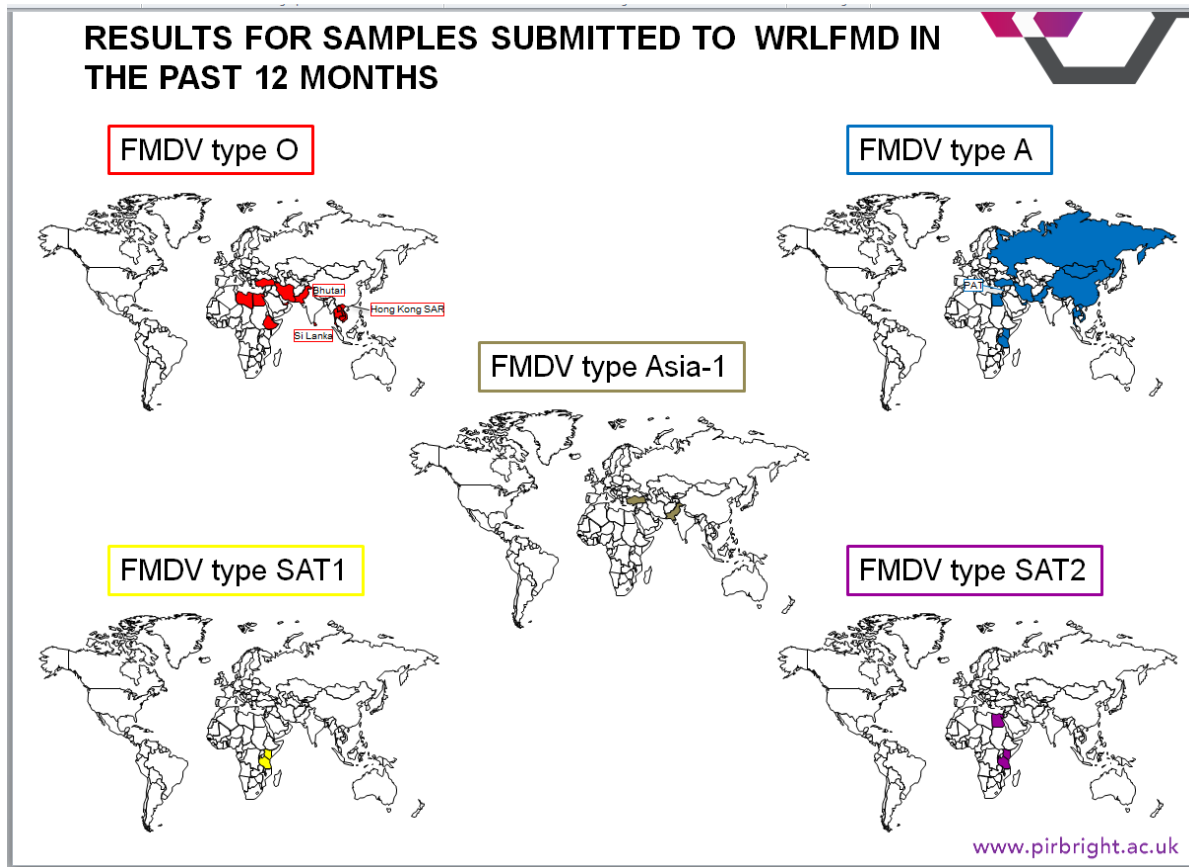 RESULTS FOR SAMPLES SUBMITTED TO WRLFMD IN
THE PAST 12 MONTHS
FMDV type O
FMDV type A
Bhutan
Hong Kong SAR
Sri Lanka
PAT
FMDV type Asia-1
FMDV type SAT1
FMDV type SAT2
www.pirbright.ac.uk